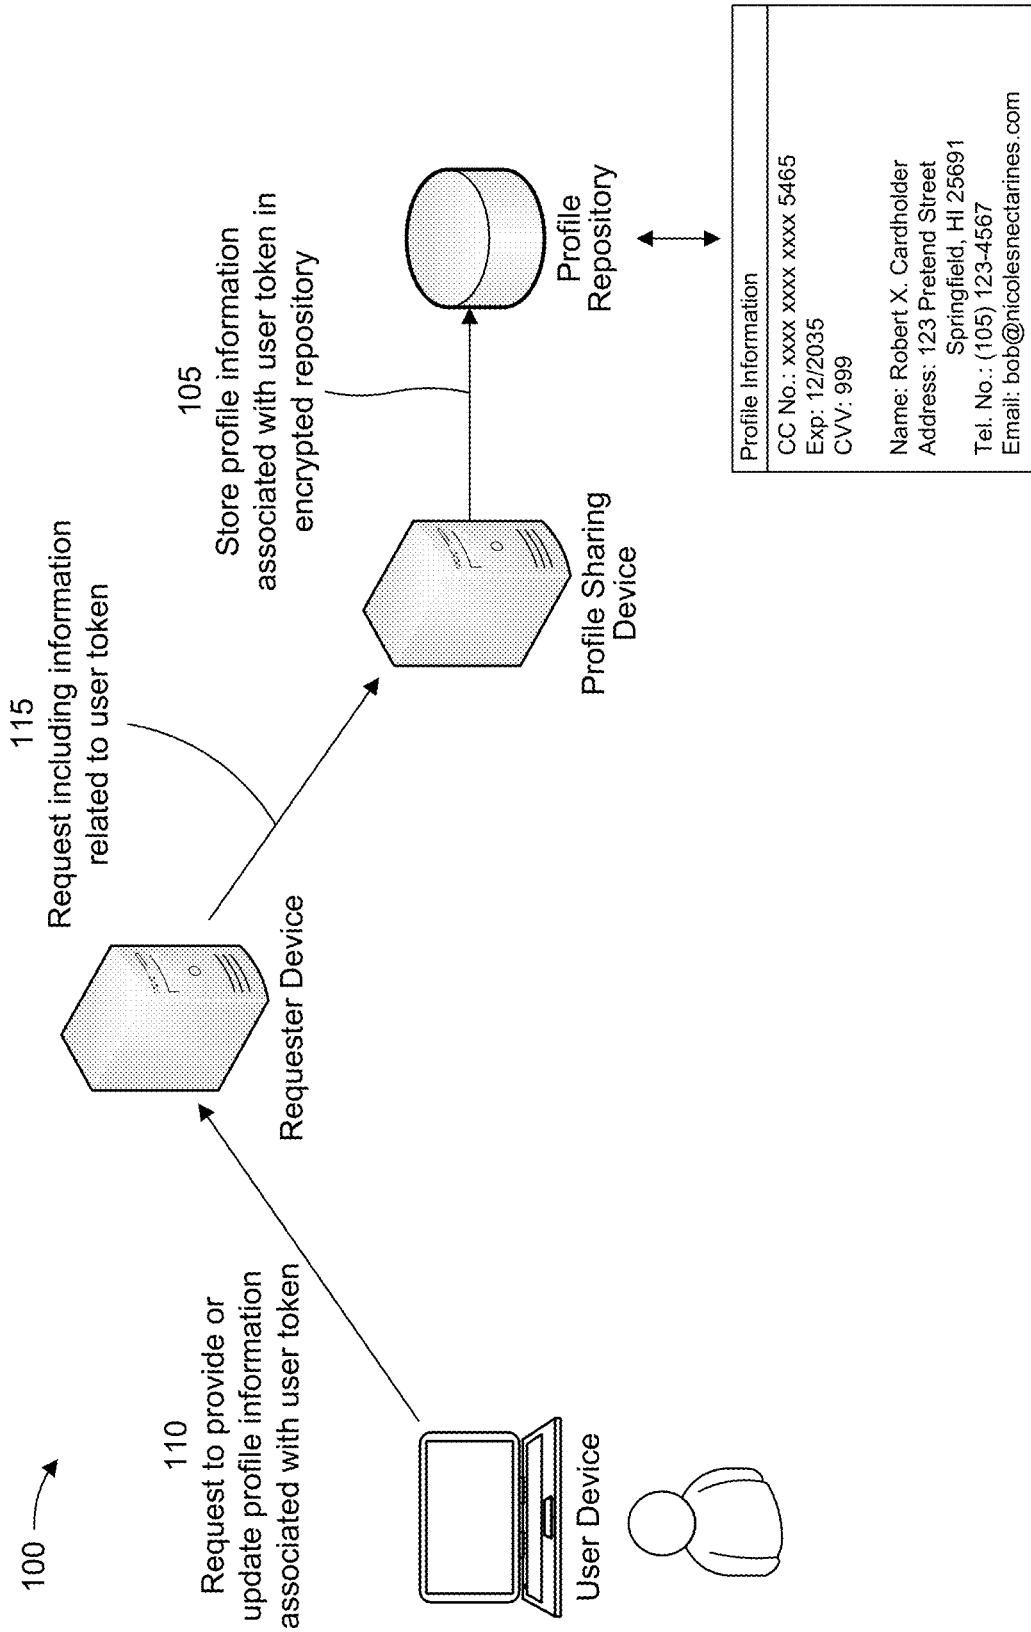 100
110
Request to provide or
update profile information
associated with user token
User Device
Requester Device
115
Request including information
related to user token
Profile Sharing
Device
105
Store profile information
associated with user token in
encrypted repository
Profile
Repository
Profile Information
CC No.: xxxx xxxx xxxx 5465
Exp: 12/2035
CVV: 999
Name: Robert X. Cardholder
Address: 123 Pretend Street
Springfield, HI 25691
Tel. No.: (105) 123-4567
Email: bob@nicolesnectarines.com